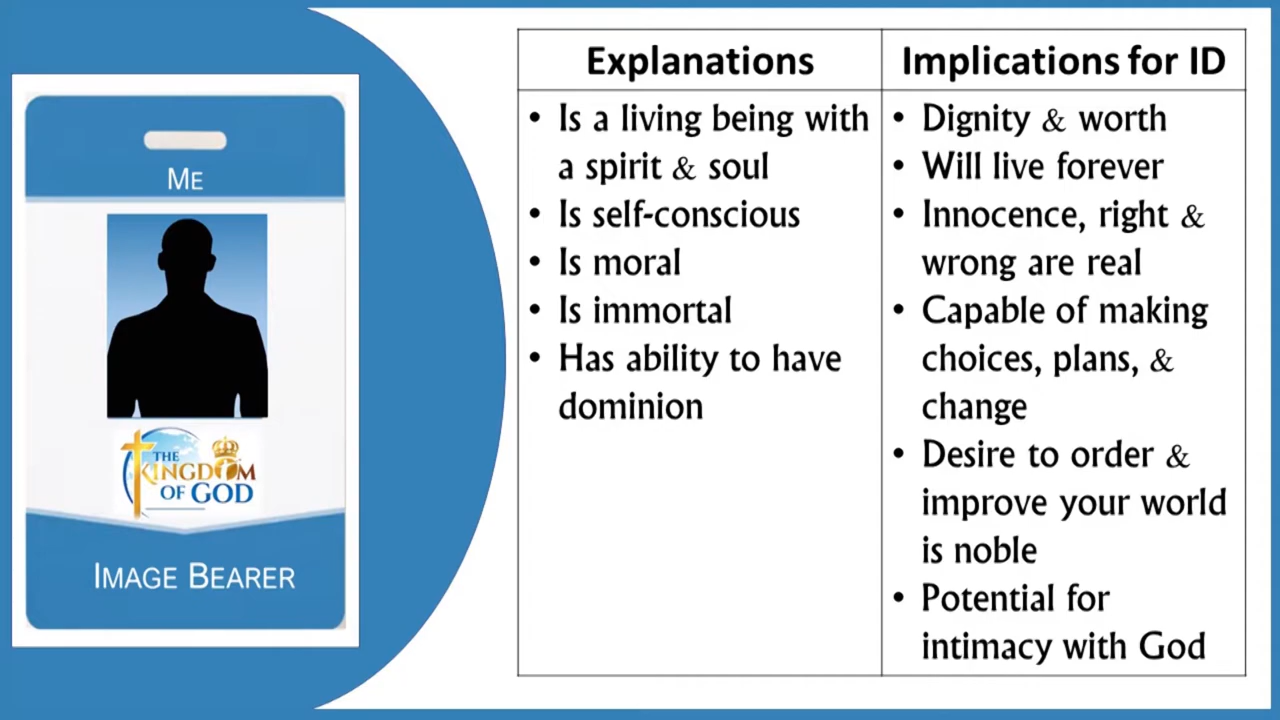 ME
THE
KINGDOM
OF GOD
IMAGE BEARER
Explanations
• Is a living being with
a spirit & soul
• Is self-conscious
• Is moral
• Is immortal
• Has ability to have
dominion
Implications for ID
• Dignity & worth
• Will live forever
• Innocence, right &
wrong are real
• Capable of making
choices, plans, &
change
• Desire to order &
improve your world
is noble
• Potential for
intimacy with God